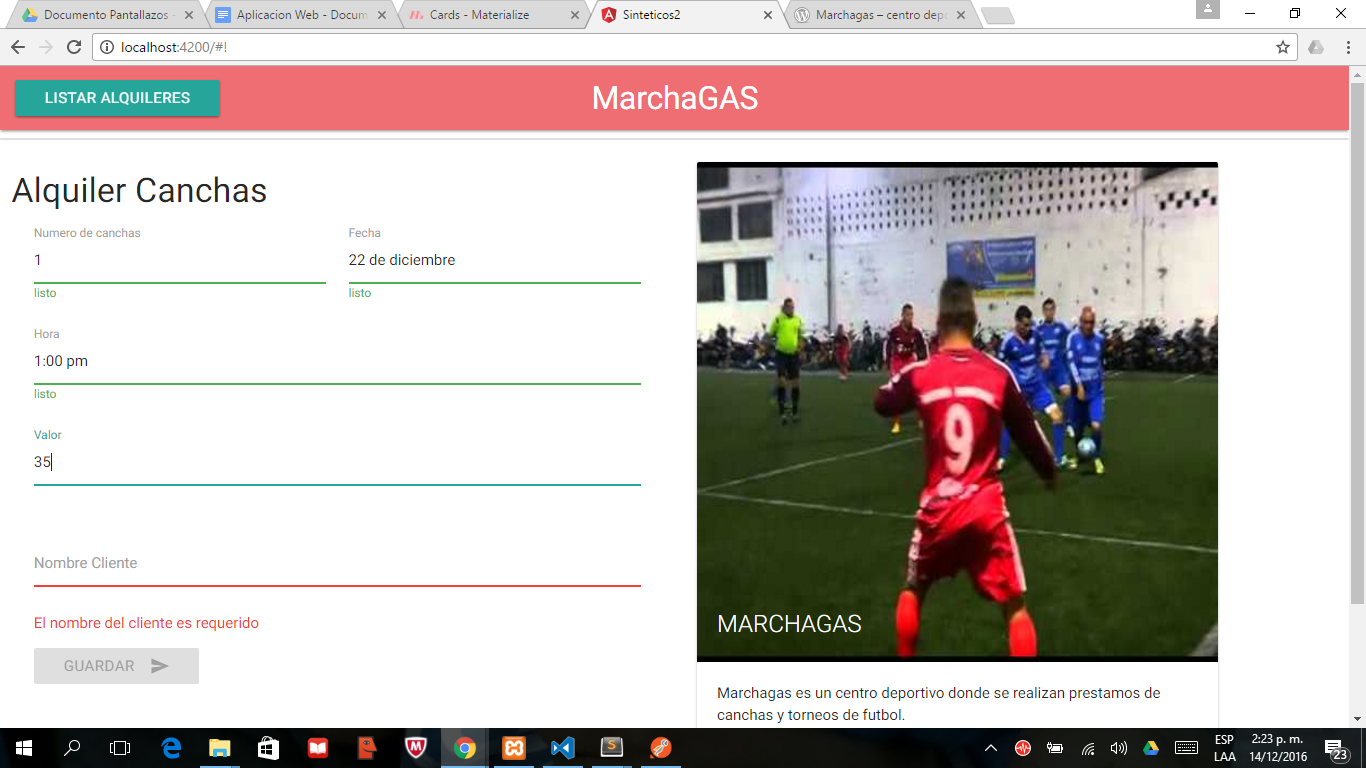 Documento Pantallazos -
Aplicacion Web - Docum
Cards - Materialize
Sinteticos2
Marchagas – centro depo
localhost:4200/#!
LISTAR ALQUILERES
MarchaGAS
Alquiler Canchas
Numero de canchas
Fecha
1
22 de diciembre
listo
listo
Hora
1:00 pm
listo
Valor
35
Nombre Cliente
El nombre del cliente es requerido
GUARDAR
9
MARCHAGAS
Marchagas es un centro deportivo donde se realizan prestamos de
canchas y torneos de futbol.
ESP
LAA
2:23 p. m.
14/12/2016
23